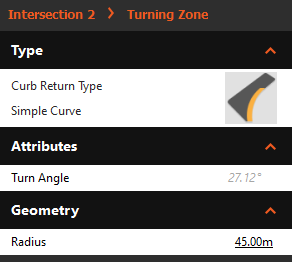 Intersection 2 > Turning Zone
Type
Curb Return Type
Simple Curve
Attributes
Turn Angle 27.12°
Geometry
Radius 45.00m